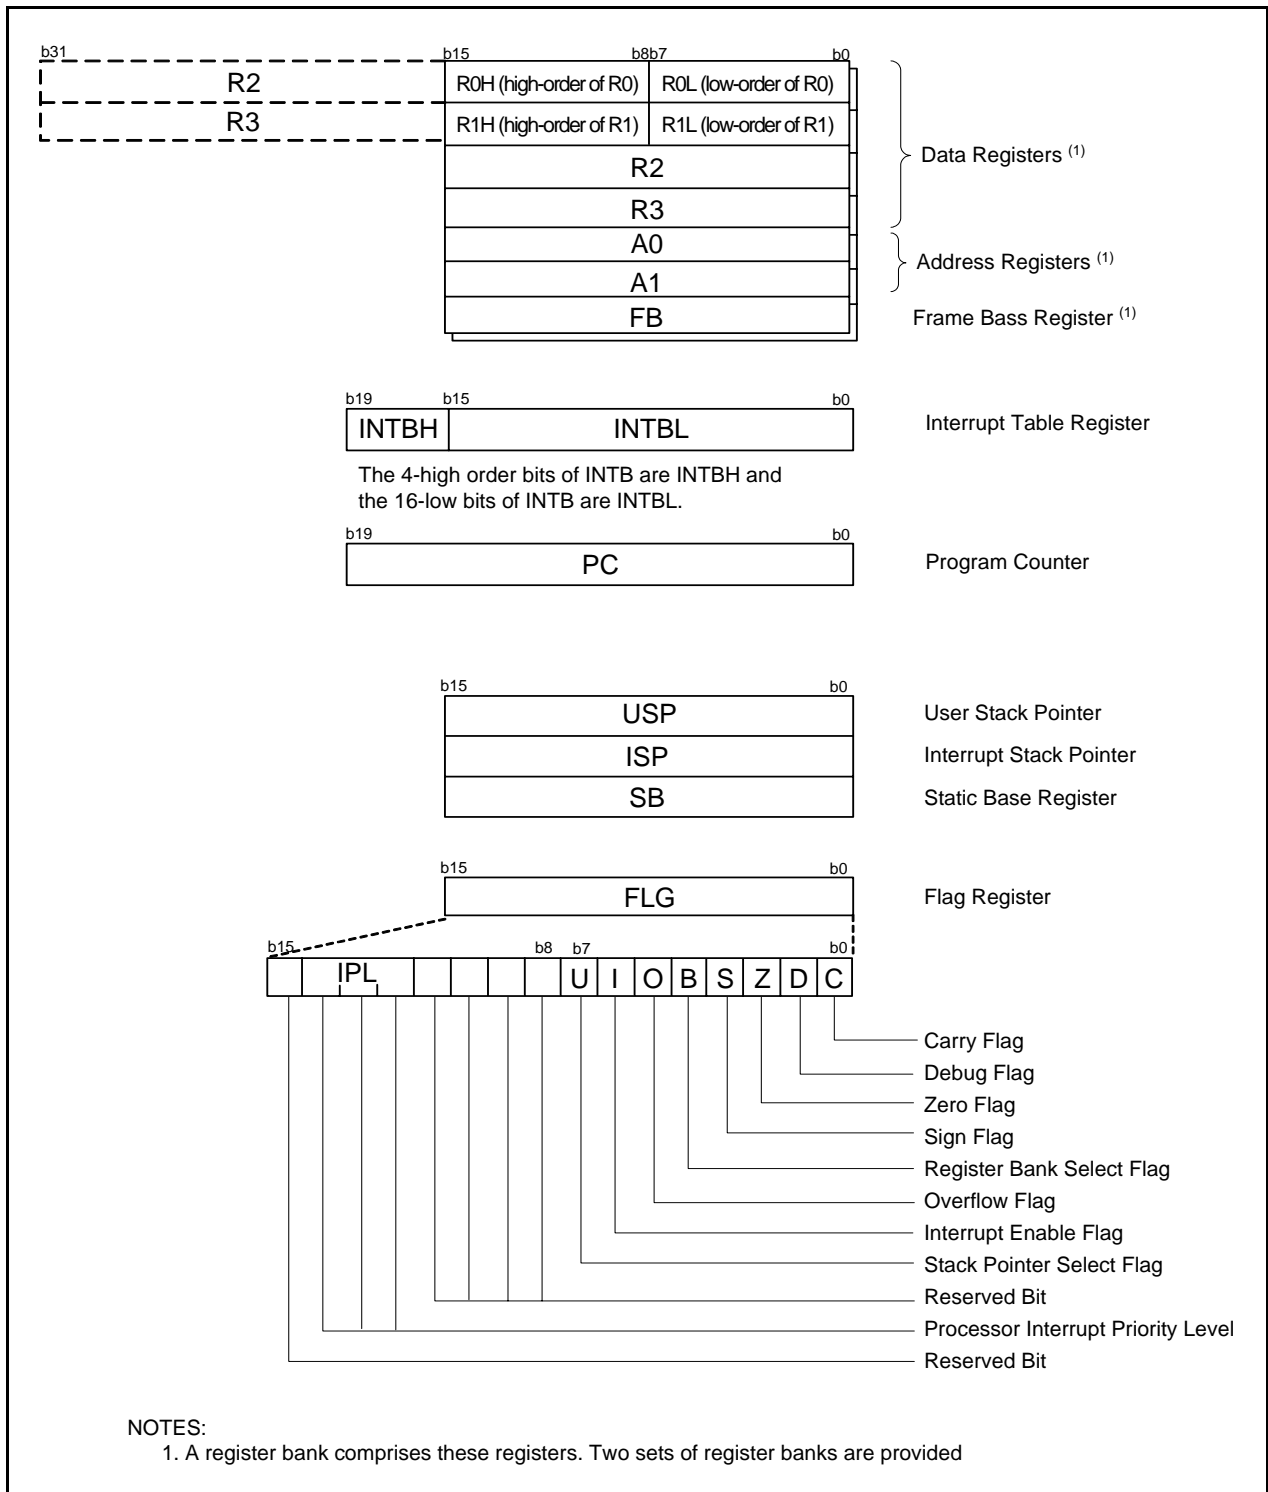 b31 b15 b8b7 b0
R2 R0H (high-order of R0) R0L (low-order of R0)
R3 R1H (high-order of R1) R1L (low-order of R1)
R2
Data Registers (1)
R3
A0
Address Registers (1)
A1
FB Frame Bass Register (1)
b19 b15 b0
INTBH INTBL Interrupt Table Register
The 4-high order bits of INTB are INTBH and
the 16-low bits of INTB are INTBL.
b19 b0
PC Program Counter
b15 b0
USP User Stack Pointer
ISP Interrupt Stack Pointer
SB Static Base Register
b15 b0
FLG Flag Register
b15 b8 b7 b0
IPL U I O B S Z D C
Carry Flag
Debug Flag
Zero Flag
Sign Flag
Register Bank Select Flag
Overflow Flag
Interrupt Enable Flag
Stack Pointer Select Flag
Reserved Bit
Processor Interrupt Priority Level
Reserved Bit
NOTES:
1. A register bank comprises these registers. Two sets of register banks are provided